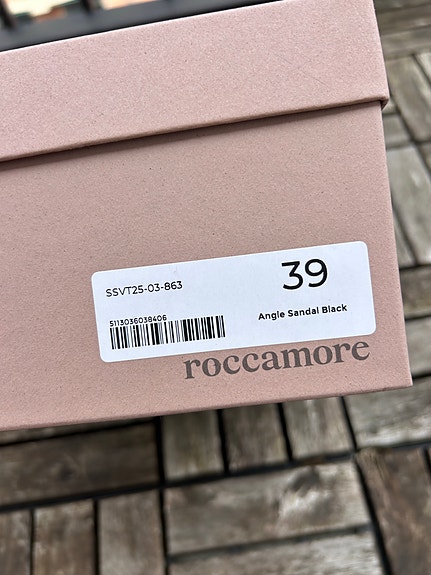 SSVT25-03-863
39
5113036038406
Angle Sandal Black
roccamore